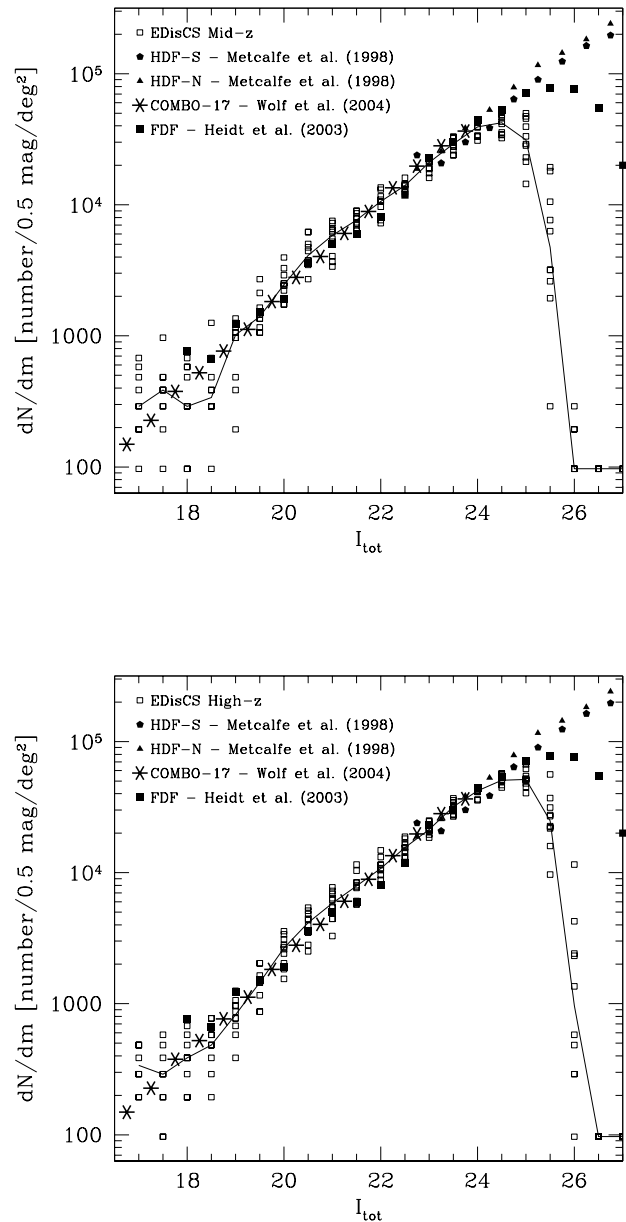 EDisCS Mid-z
HDF-S - Metcalfe et al. (1998)
HDF-N - Metcalfe et al. (1998)
COMBO-17 - Wolf et al. (2004)
FDF - Heidt et al. (2003)
10⁵
10⁴
1000
100
dN/dm [number/0.5 mag/deg²]
18 20 22 24 26
I_tot
EDisCS High-z
HDF-S - Metcalfe et al. (1998)
HDF-N - Metcalfe et al. (1998)
COMBO-17 - Wolf et al. (2004)
FDF - Heidt et al. (2003)
10⁵
10⁴
1000
100
dN/dm [number/0.5 mag/deg²]
18 20 22 24 26
I_tot